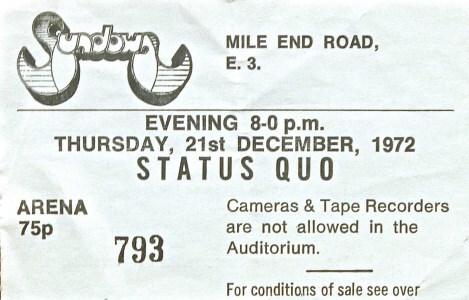 Sundown
MILE END ROAD,
E. 3.
EVENING 8-0 p.m.
THURSDAY, 21st DECEMBER, 1972
STATUS QUO
ARENA
75p
793
Cameras & Tape Recorders
are not allowed in the
Auditorium.
For conditions of sale see over